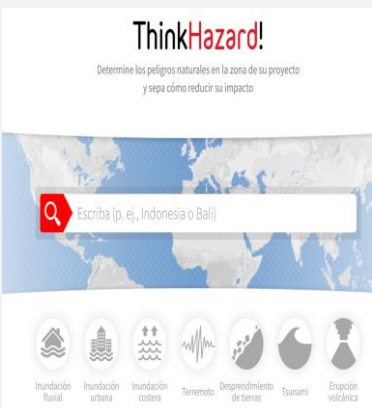 ThinkHazard!
Determine los peligros naturales en la zona de su proyecto
y sepa cómo reducir su impacto
Escriba (p. ej., Indonesia o Bali)
Inundación fluvial
Inundación urbana
Inundación costera
Terremoto
Desprendimiento de tierras
Tsunami
Erupción volcánica